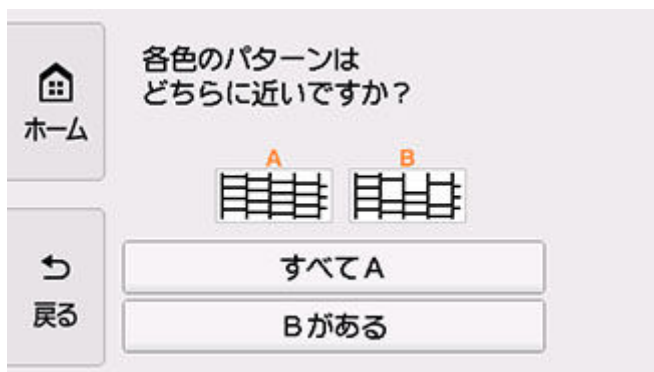 各色のパターンは
どちらに近いですか？
ホーム
A B
すべてA
戻る
Bがある